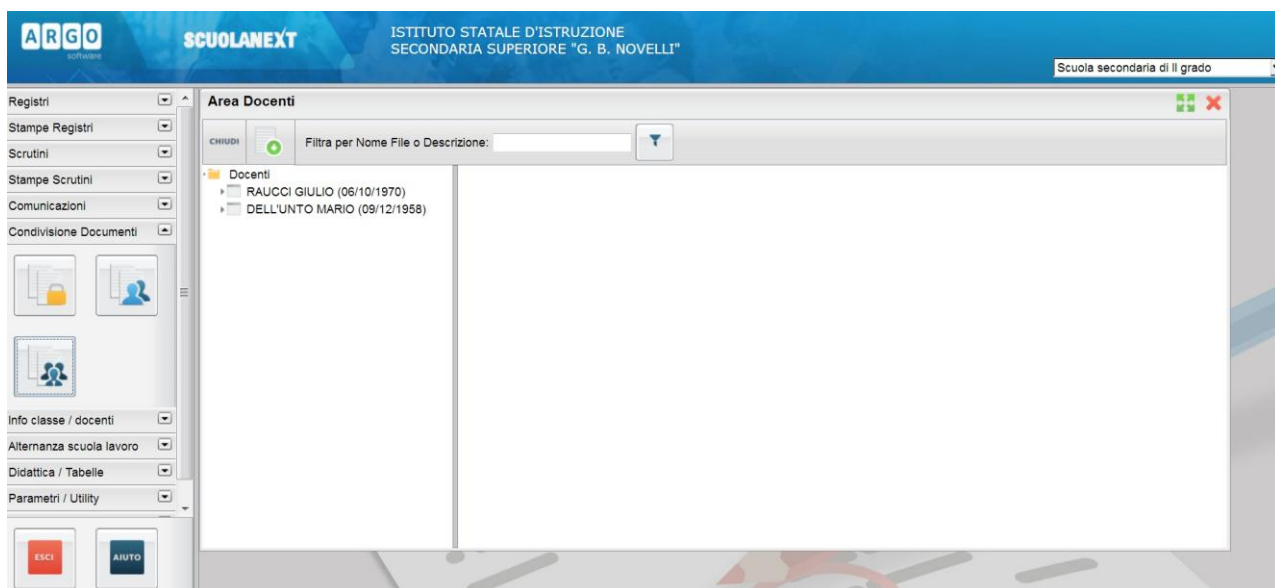 ARGO
software
SCUOLANEXT
ISTITUTO STATALE D'ISTRUZIONE
SECONDARIA SUPERIORE "G. B. NOVELLI"
Scuola secondaria di II grado
Registri
Stampe Registri
Scrutini
Stampe Scrutini
Comunicazioni
Condivisione Documenti
Info classe / docenti
Alternanza scuola lavoro
Didattica / Tabelle
Parametri / Utility
ESCI
AIUTO
Area Docenti
CHIUDI
Filtra per Nome File o Descrizione:
Docenti
RAUCCI GIULIO (06/10/1970)
DELL'UNTO MARIO (09/12/1958)